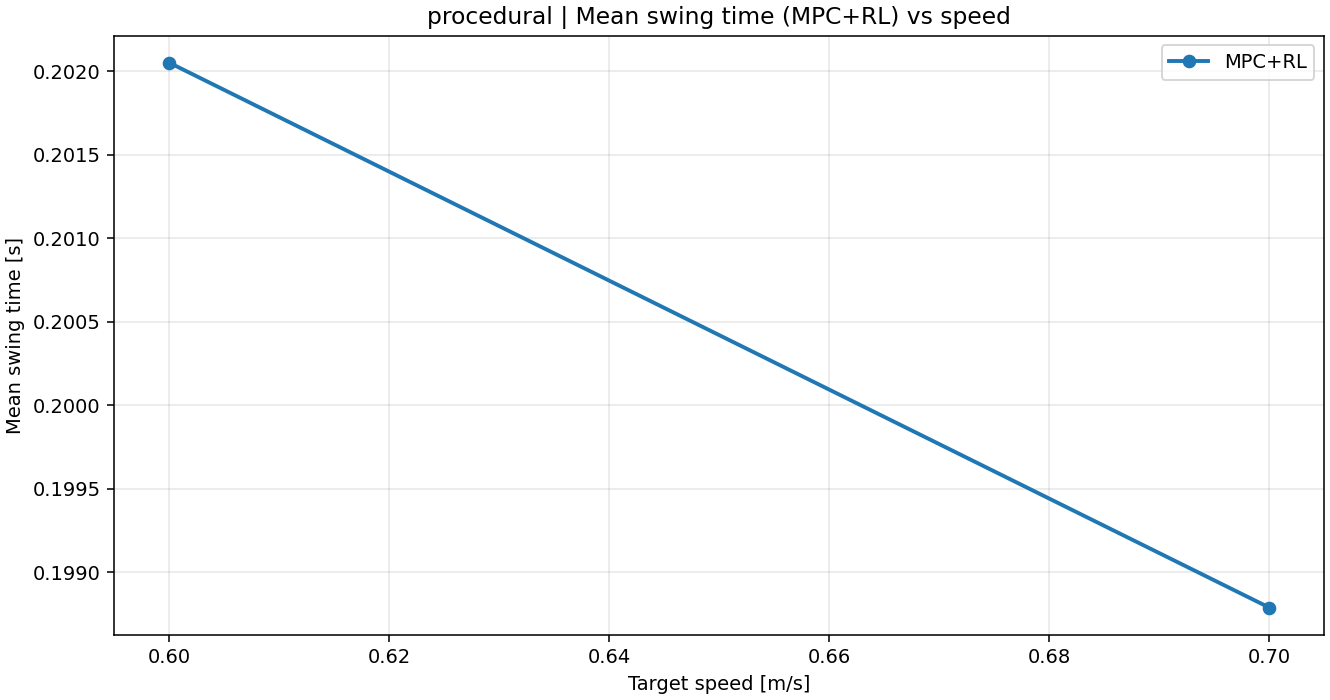 procedural | Mean swing time (MPC+RL) vs speed
MPC+RL
Mean swing time [s]
0.2020
0.2015
0.2010
0.2005
0.2000
0.1995
0.1990
0.60 0.62 0.64 0.66 0.68 0.70
Target speed [m/s]